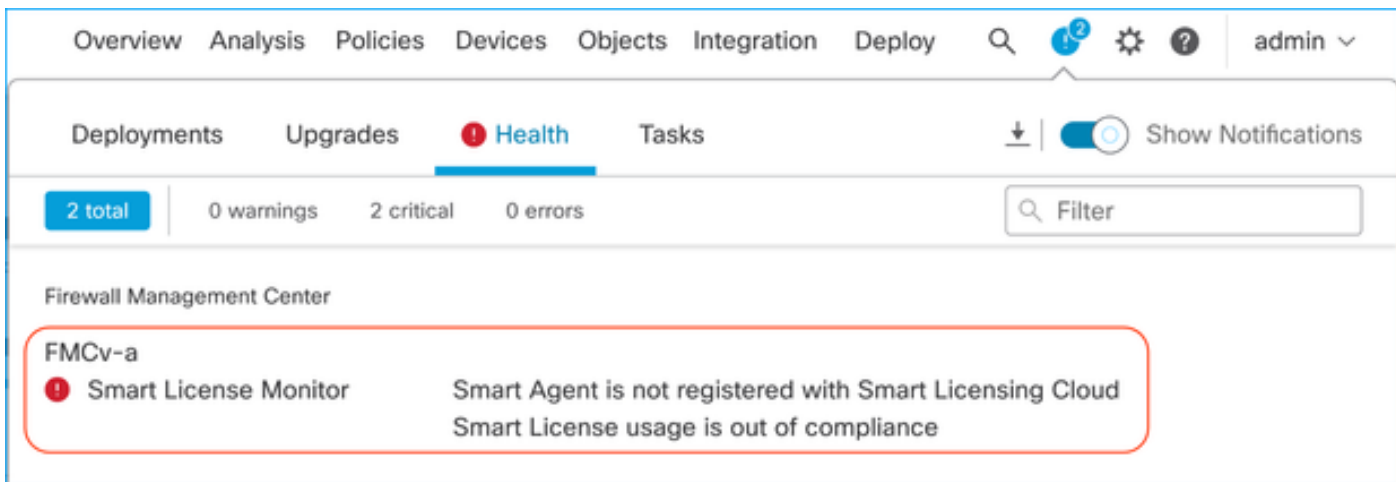 Overview Analysis Policies Devices Objects Integration Deploy 2 admin
Deployments Upgrades Health Tasks Show Notifications
2 total 0 warnings 2 critical 0 errors Filter
Firewall Management Center
FMCv-a
Smart License Monitor Smart Agent is not registered with Smart Licensing Cloud
Smart License usage is out of compliance